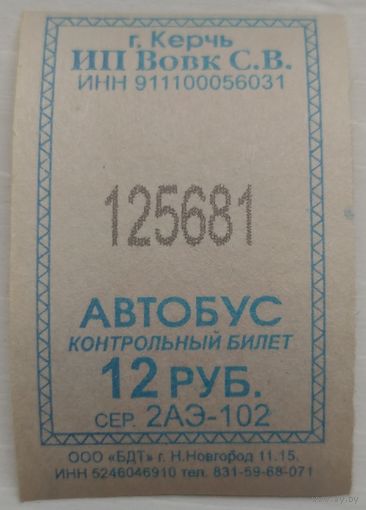 г. Керчь
ИП Вовк С.В.
ИНН 911100056031
125681
АВТОБУС
КОНТРОЛЬНЫЙ БИЛЕТ
12 РУБ.
СЕР. 2АЭ-102
ООО «БДТ» г. Н.Новгород 11.15.
ИНН 5246046910 тел. 831-59-68-071